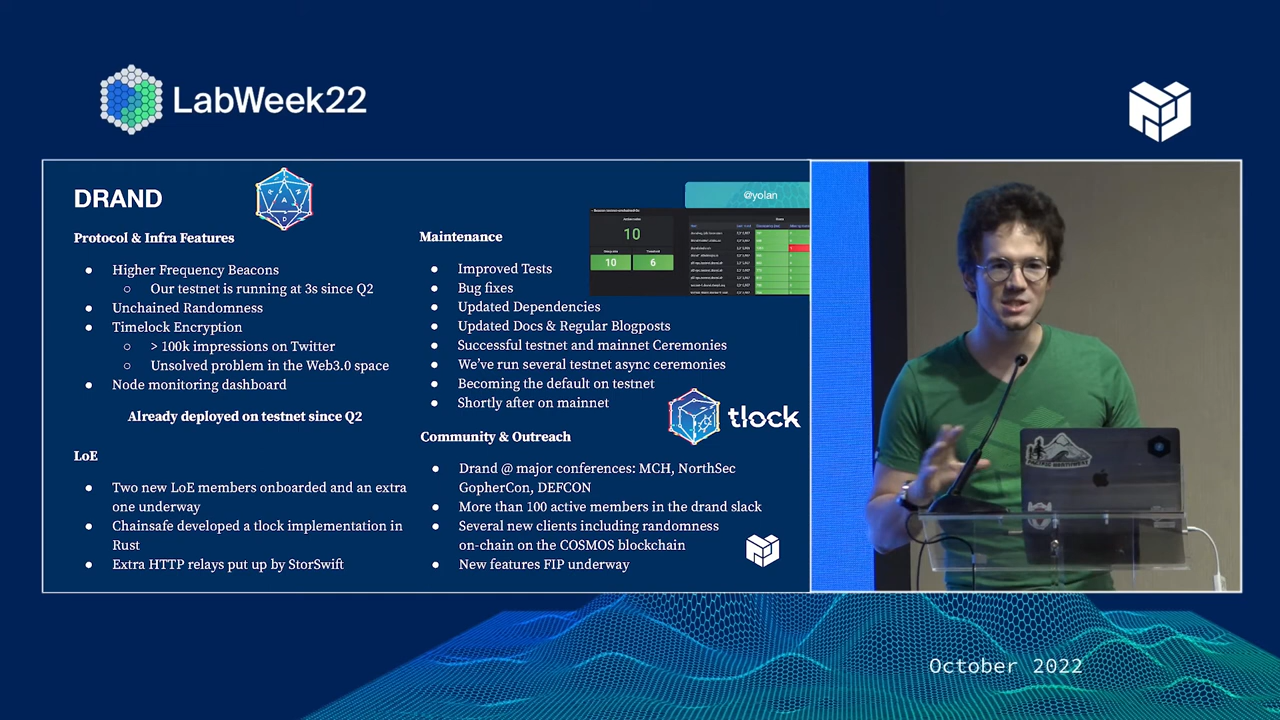 LabWeek22
DRAND
@yolan
Protocol & Infra Features
Higher Frequency Beacons
Our testnet is running at 3s since Q2
Unchained Randomness
Timelock Encryption
100k impressions on Twitter
problem in the space
Node monitoring dashboard
Already deployed on testnet since Q2
LoE
new LoE members onboarded and an extra
one underway
Chainsafe developed a tlock implementation in
Rust
HTTP relays put up by StorSwift
Maintenance
10
10 6
Improved Tests
Bug fixes
Updated Dependencies
Updated Docs & Regular Blogposts
Successful testnet and mainnet Ceremonies
We've run several testnet async ceremonies
Becoming the default on testnet
Shortly after on mainnet
tlock
Community & Outreach
Drand @ major conferences: MCH, NorthSec
GopherCon, DEFCON
More than 100 active members in the drand slack
Several new clients including randomness
on-chain on the COSMOS blockchain
New features underway
October 2022